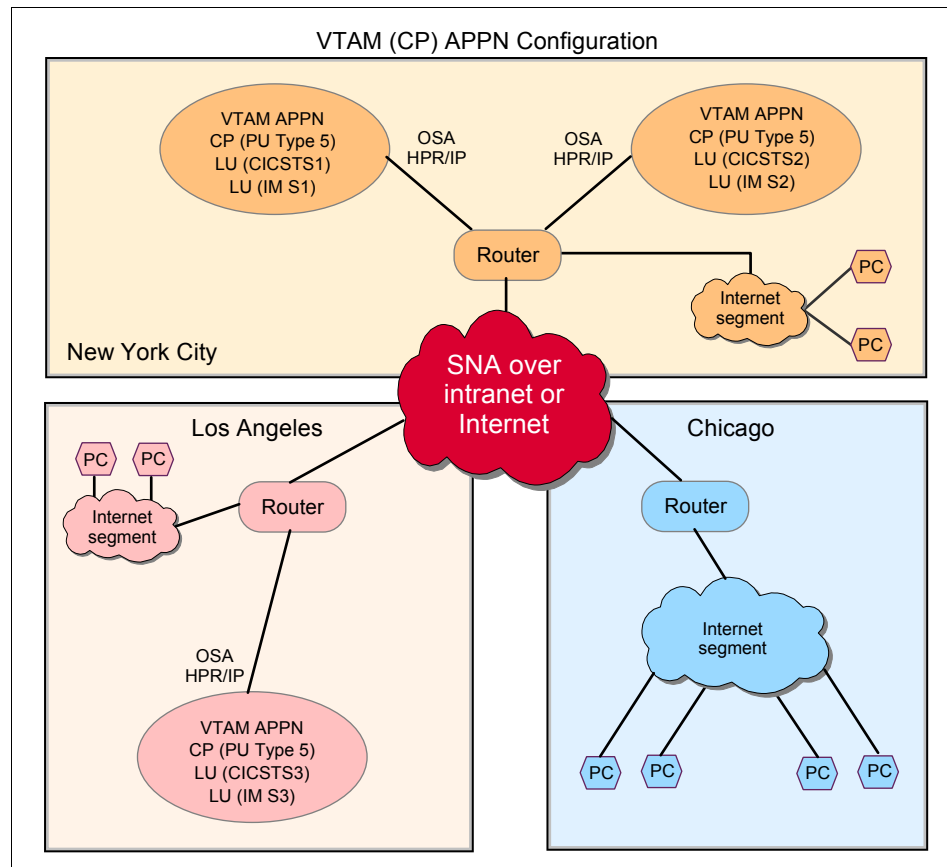 VTAM (CP) APPN Configuration
VTAM APPN
CP (PU Type 5)
LU (CICSTS1)
LU (IM S1)
OSA
HPR/IP
OSA
HPR/IP
VTAM APPN
CP (PU Type 5)
LU (CICSTS2)
LU (IM S2)
Router
PC
Internet
segment
PC
New York City
SNA over
intranet or
Internet
Los Angeles
PC
PC
Internet
segment
Router
OSA
HPR/IP
VTAM APPN
CP (PU Type 5)
LU (CICSTS3)
LU (IM S3)
Chicago
Router
Internet
segment
PC
PC
PC
PC